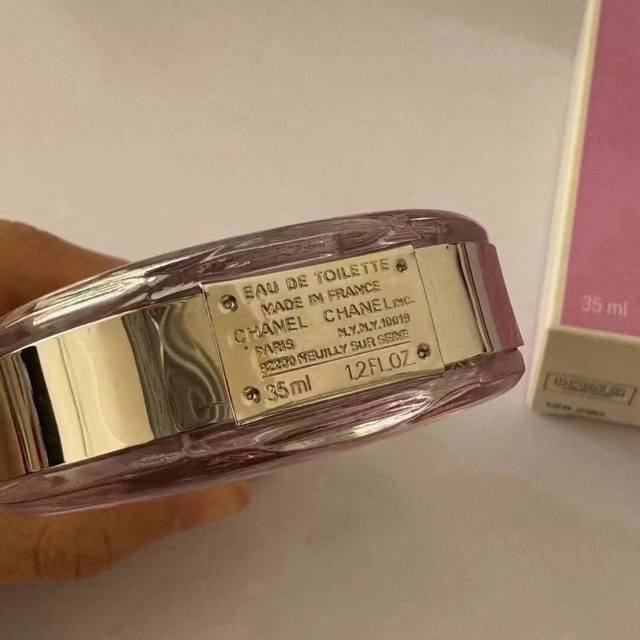 EAU DE TOILETTE
MADE IN FRANCE
CHANEL CHANEL INC.
PARIS N.Y.N.Y.10019
92200 NEUILLY SUR SEINE
35ml 1.2FL.OZ
35 ml